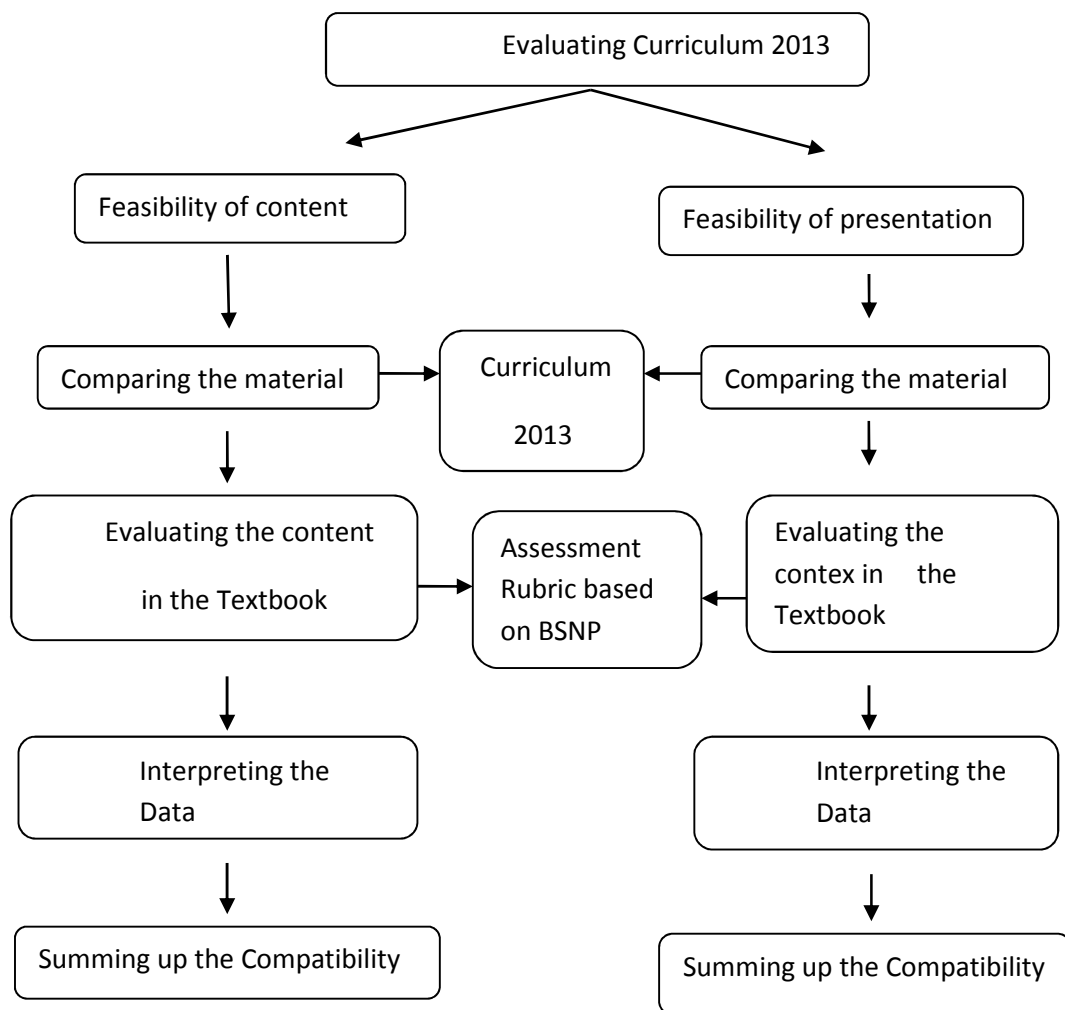 Evaluating Curriculum 2013
Feasibility of content
Feasibility of presentation
Comparing the material
Curriculum
2013
Comparing the material
Evaluating the content
in the Textbook
Assessment
Rubric based
on BSNP
Evaluating the
contex in the
Textbook
Interpreting the
Data
Interpreting the
Data
Summing up the Compatibility
Summing up the Compatibility